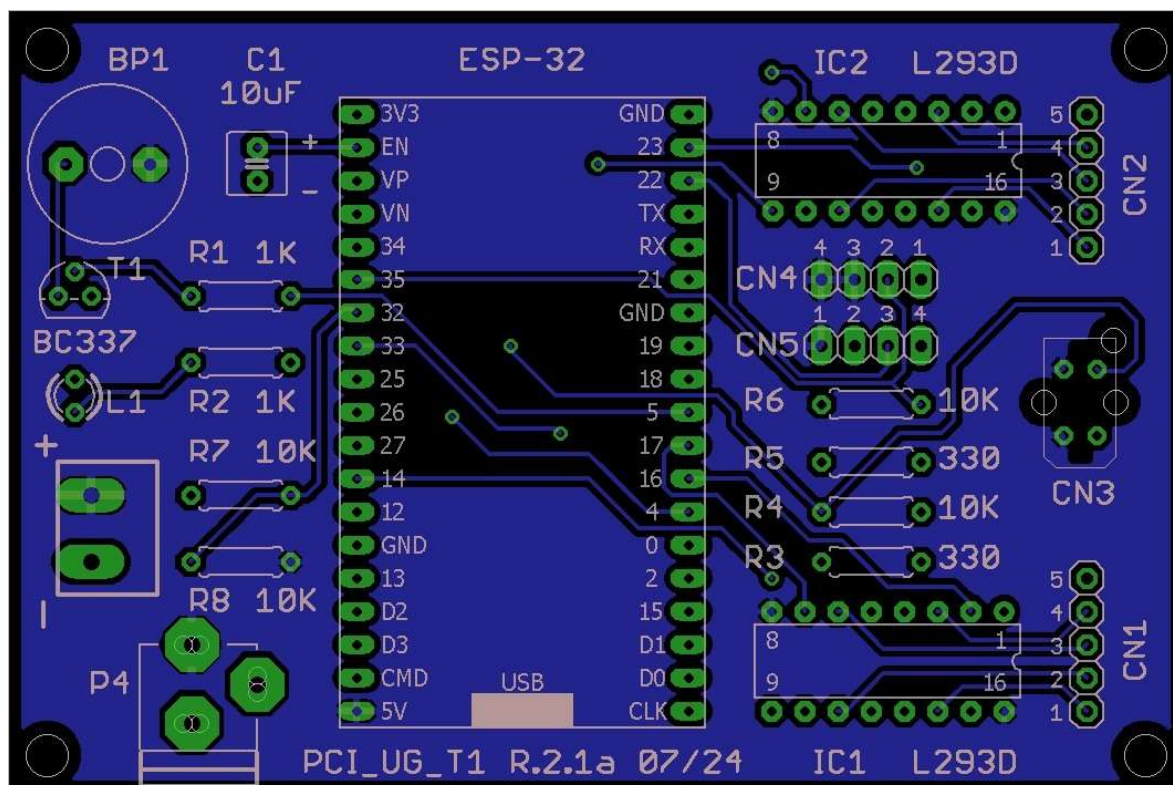 BP1
C1
10uF
+
-
ESP-32
IC2 L293D
3V3
EN
VP
VN
34
35
32
33
25
26
27
14
12
GND
13
D2
D3
CMD
5V
GND
23
22
TX
RX
21
GND
19
18
5
17
16
4
0
2
15
D1
D0
CLK
USB
8 1
9 16
5
4
3
2
1
CN2
T1
BC337
R1 1K
L1
R2 1K
+
R7 10K
R8 10K
-
P4
4 3 2 1
CN4
1 2 3 4
CN5
R6 10K
R5 330
R4 10K
R3 330
CN3
8 1
9 16
5
4
3
2
1
CN1
PCI_UG_T1 R.2.1a 07/24
IC1 L293D